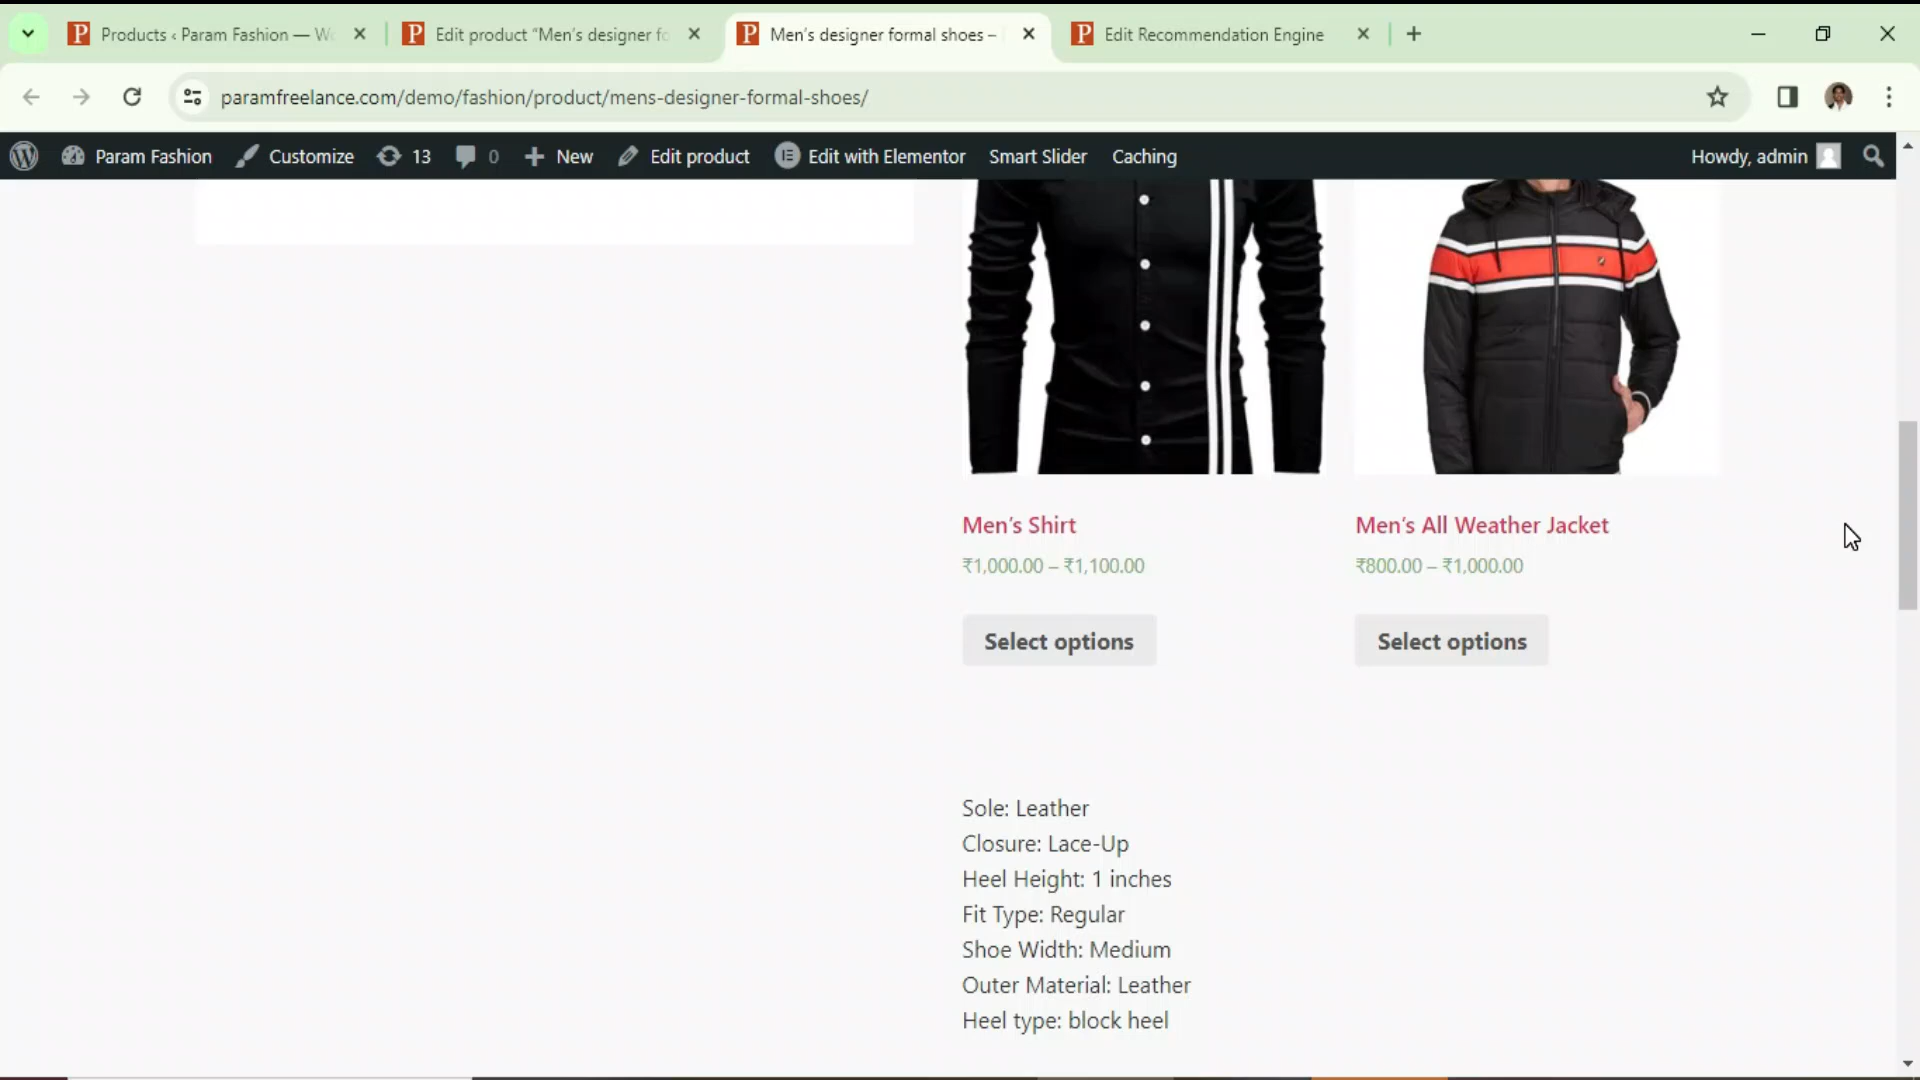 Products ‹ Param Fashion — Wo
Edit product “Men’s designer fo
Men’s designer formal shoes –
Edit Recommendation Engine
paramfreelance.com/demo/fashion/product/mens-designer-formal-shoes/
Param Fashion
Customize
13
0
New
Edit product
Edit with Elementor
Smart Slider
Caching
Howdy, admin
Men’s Shirt
₹1,000.00 – ₹1,100.00
Select options
Men’s All Weather Jacket
₹800.00 – ₹1,000.00
Select options
Sole: Leather
Closure: Lace-Up
Heel Height: 1 inches
Fit Type: Regular
Shoe Width: Medium
Outer Material: Leather
Heel type: block heel